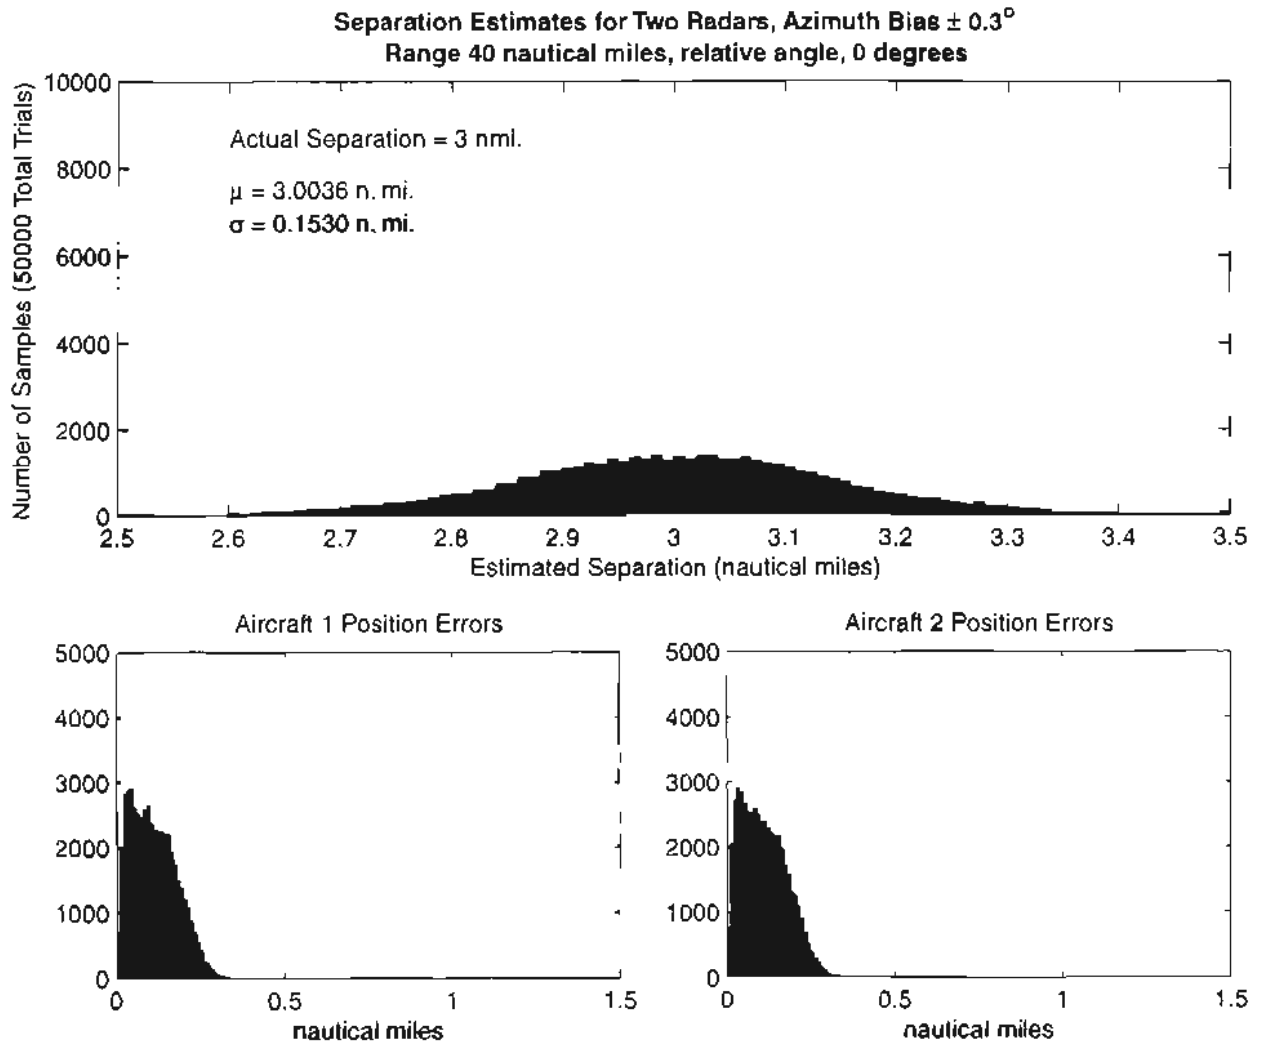 Separation Estimates for Two Radars, Azimuth Bias ± 0.3°
Range 40 nautical miles, relative angle, 0 degrees
Number of Samples (50000 Total Trials)
10000
8000
6000
4000
2000
0
Actual Separation = 3 nmi.
μ = 3.0036 n. mi.
σ = 0.1530 n. mi.
2.5 2.6 2.7 2.8 2.9 3 3.1 3.2 3.3 3.4 3.5
Estimated Separation (nautical miles)
Aircraft 1 Position Errors
5000
4000
3000
2000
1000
0
0 0.5 1 1.5
nautical miles
Aircraft 2 Position Errors
5000
4000
3000
2000
1000
0
0 0.5 1 1.5
nautical miles